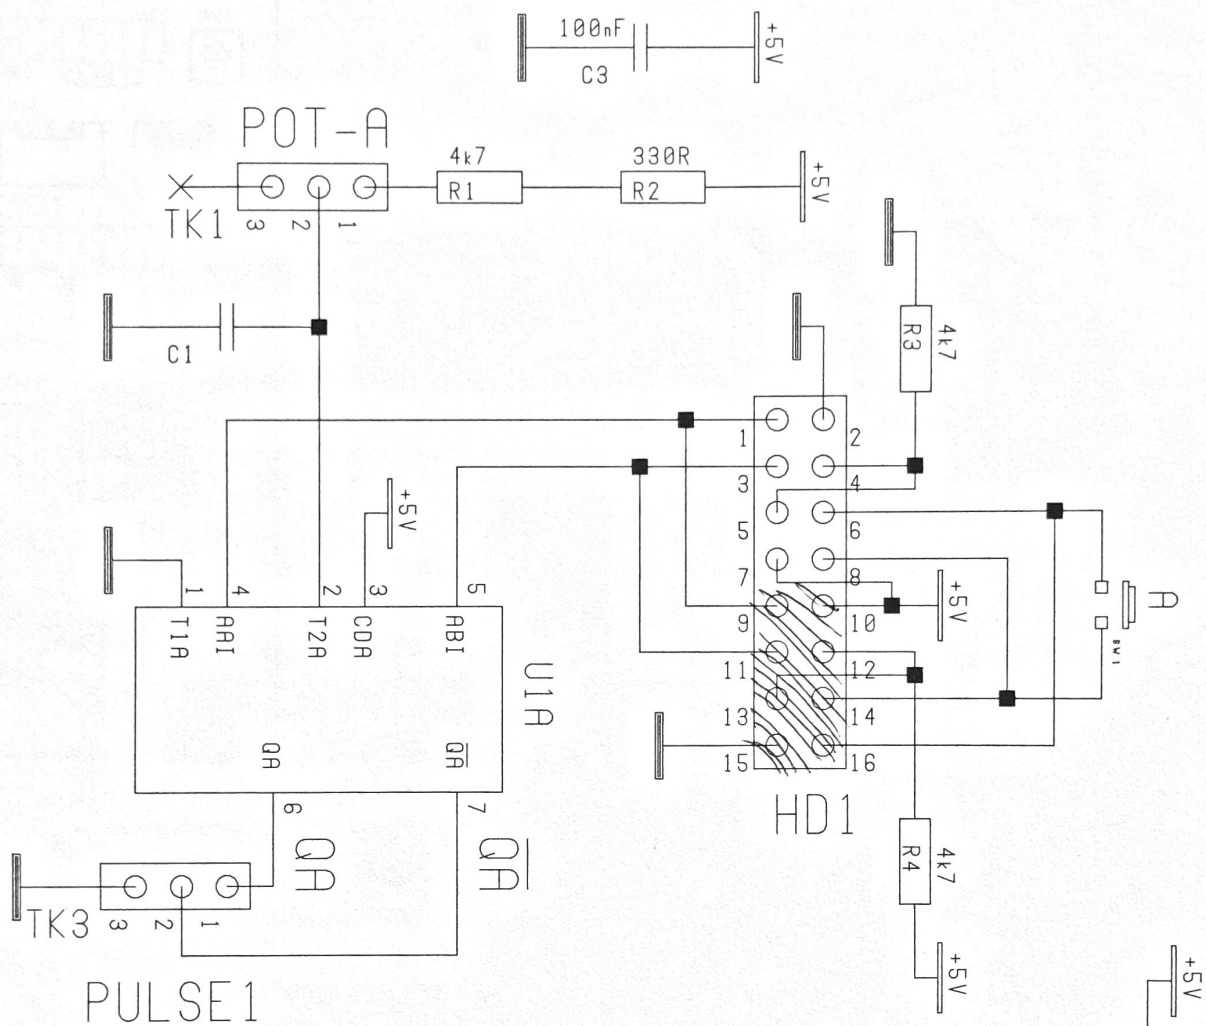 100nF
+5V
C3
POT-A
4k7
330R
R1
R2
+5V
TK1
3
2
1
C1
R3
4k7
1
2
3
4
5
6
7
8
9
10
11
12
13
14
15
16
+5V
+5V
A
SW1
1
4
2
3
5
T1A
AAI
T2A
CDA
ABI
U1A
QA
QA
6
7
HD1
QA
QA
R4
4k7
TK3
3
2
1
+5V
+5V
PULSE1